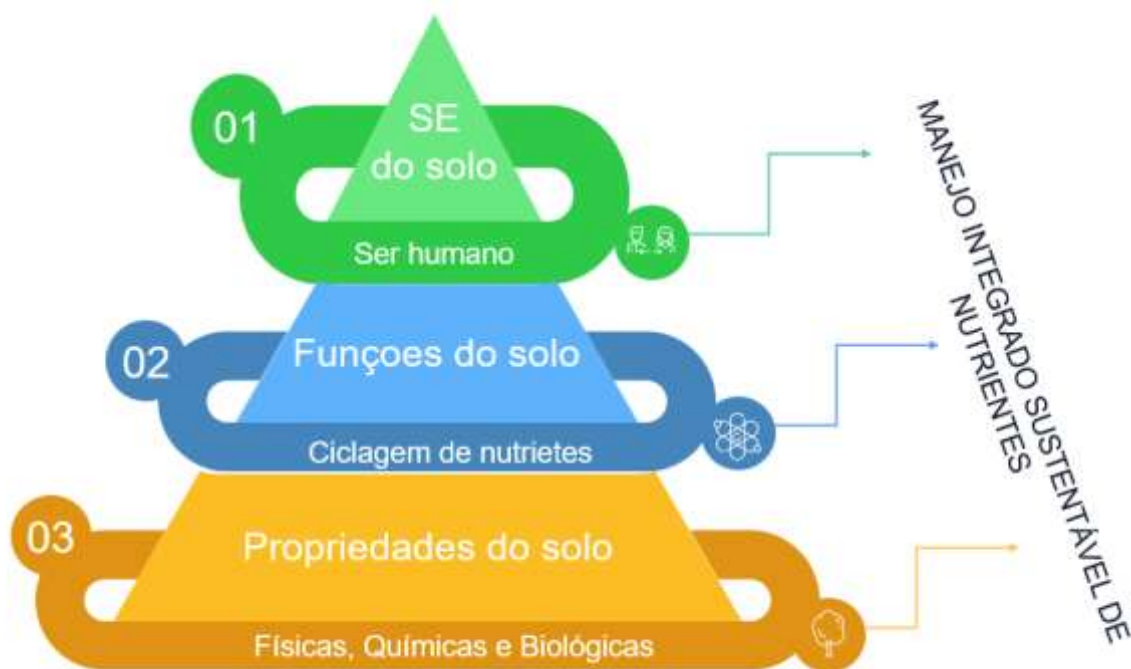 01
SE
do solo
Ser humano
02
Funçoes do solo
Ciclagem de nutrietes
03
Propriedades do solo
Físicas, Químicas e Biológicas
MANEJO INTEGRADO SUSTENTÁVEL DE
NUTRIENTES